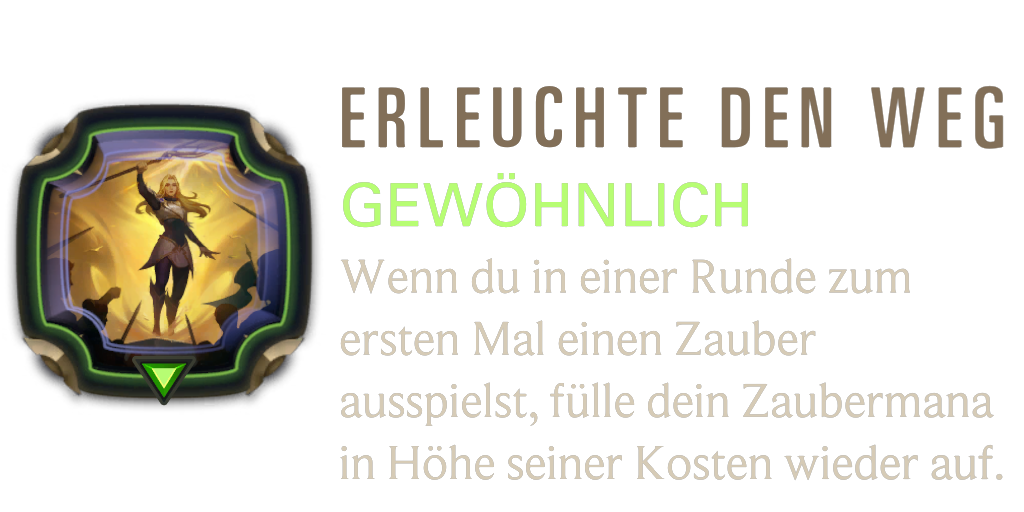 ERLEUCHTE DEN WEG
GEWÖHNLICH
Wenn du in einer Runde zum
ersten Mal einen Zauber
ausspielst, fülle dein Zaubermana
in Höhe seiner Kosten wieder auf.